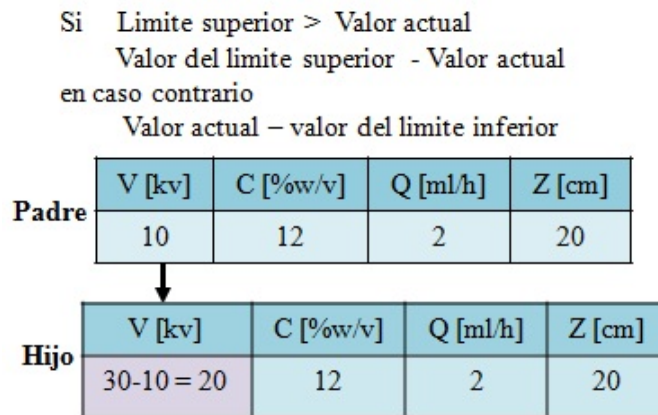 Si Limite superior > Valor actual
Valor del limite superior - Valor actual
en caso contrario
Valor actual – valor del limite inferior
V [kv] C [%w/v] Q [ml/h] Z [cm]
Padre
10 12 2 20
V [kv] C [%w/v] Q [ml/h] Z [cm]
Hijo
30-10 = 20 12 2 20